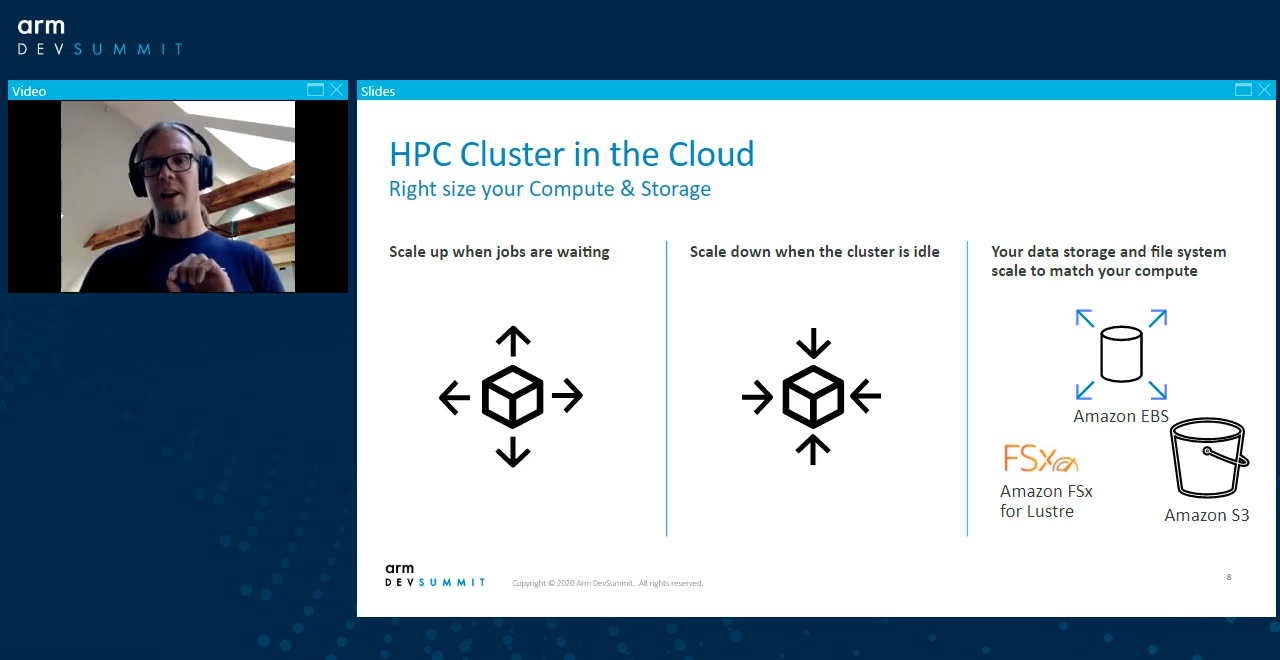 arm
DEVSUMMIT
Video
Slides
HPC Cluster in the Cloud
Right size your Compute & Storage
Scale up when jobs are waiting
Scale down when the cluster is idle
Your data storage and file system
scale to match your compute
Amazon EBS
FSx
Amazon FSx
for Lustre
Amazon S3
arm
DEVSUMMIT
Copyright © 2020 Arm DevSummit. All rights reserved.
8